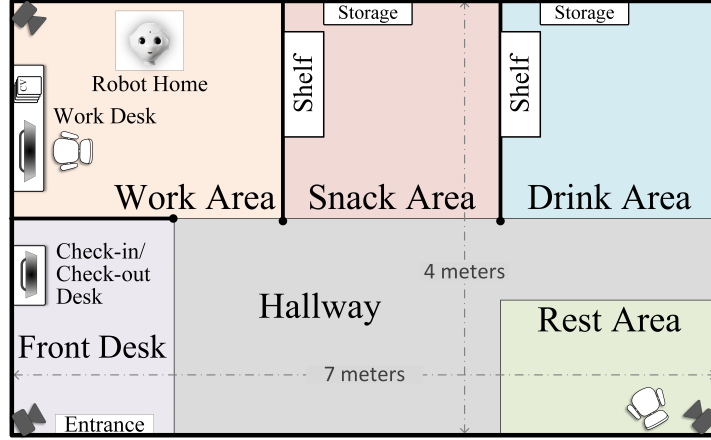 Storage
Storage
Robot Home
Shelf
Shelf
CV
Work Desk
Work Area
Snack Area
Drink Area
Check-in/
Check-out
Desk
4 meters
Hallway
Rest Area
Front Desk
7 meters
Entrance